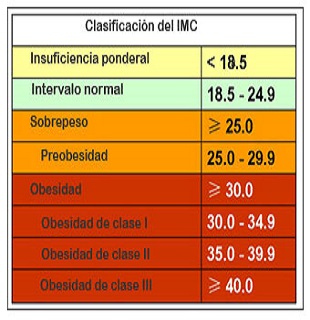 Clasificación del IMC
Insuficiencia ponderal < 18.5
Intervalo normal 18.5 - 24.9
Sobrepeso ⩾ 25.0
Preobesidad 25.0 - 29.9
Obesidad ⩾ 30.0
Obesidad de clase I 30.0 - 34.9
Obesidad de clase II 35.0 - 39.9
Obesidad de clase III ⩾ 40.0